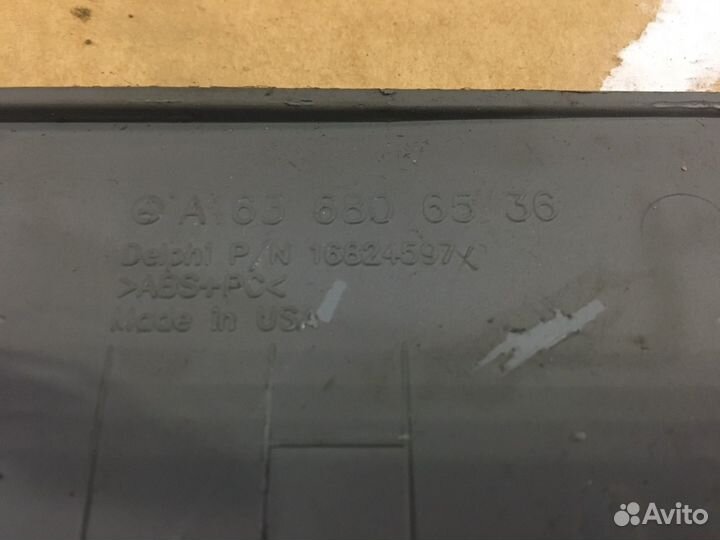 A 163 680 65 36
Delphi P/N 16824597
>ABS+PC<
Made in USA
Avito